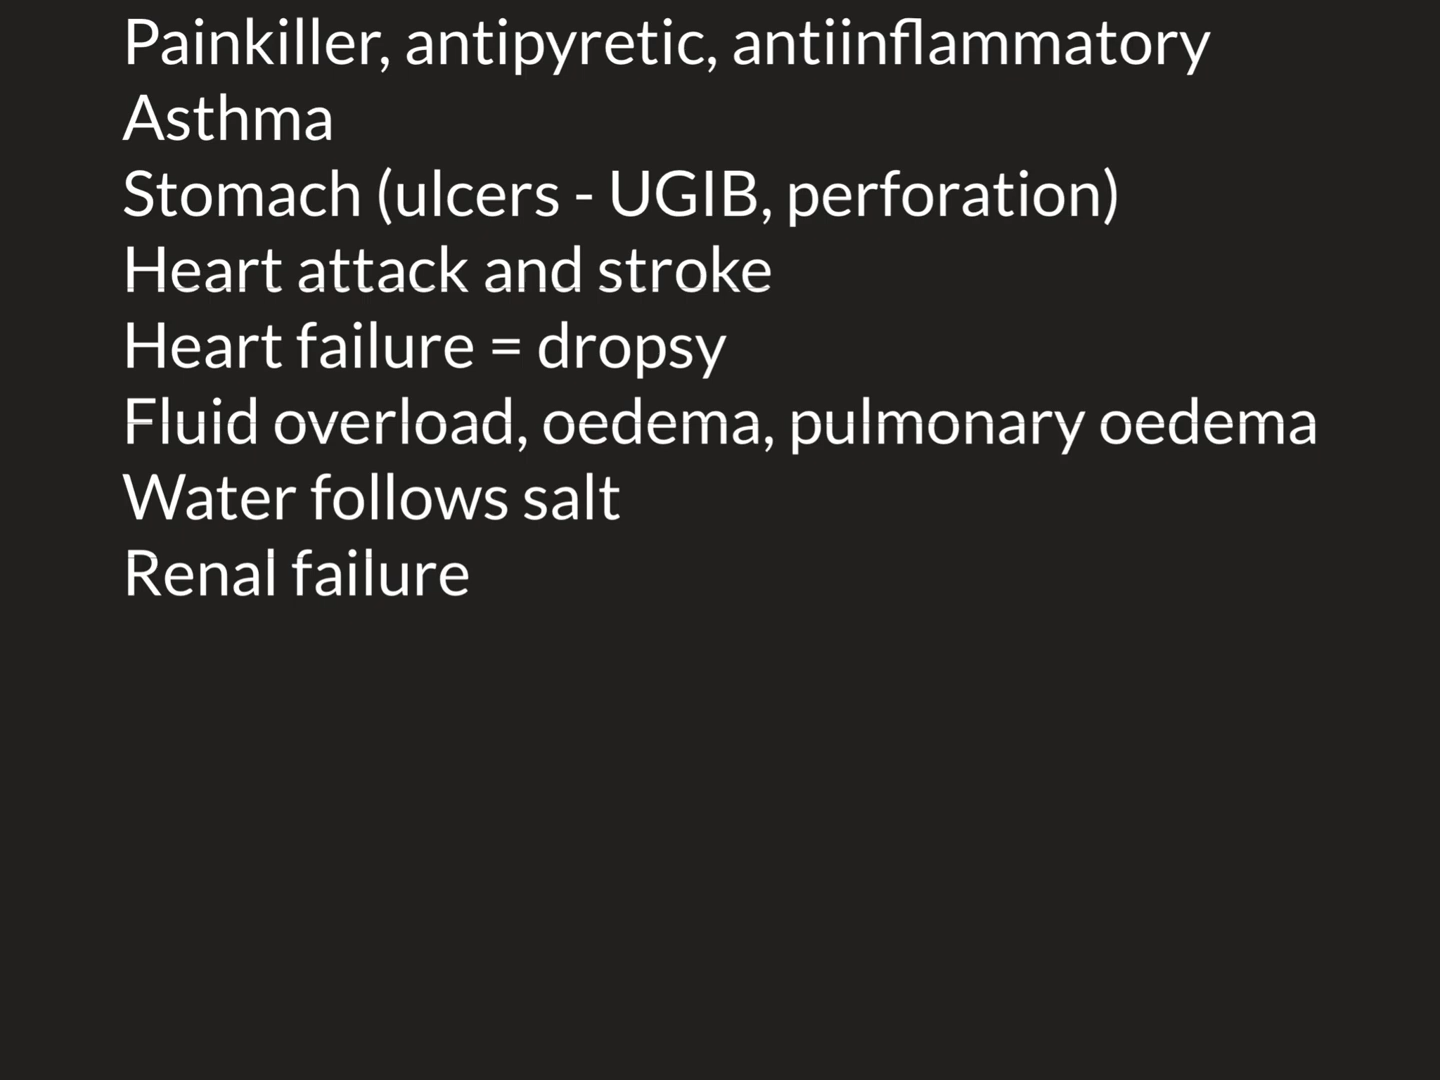 Painkiller, antipyretic, antiinflammatory
Asthma
Stomach (ulcers - UGIB, perforation)
Heart attack and stroke
Heart failure = dropsy
Fluid overload, oedema, pulmonary oedema
Water follows salt
Renal failure